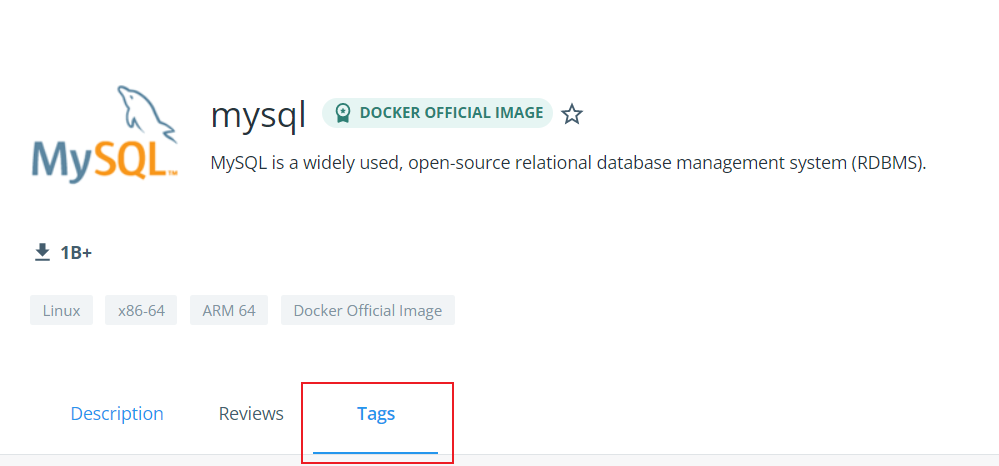 mysql DOCKER OFFICIAL IMAGE
MySQL™
MySQL is a widely used, open-source relational database management system (RDBMS).
1B+
Linux x86-64 ARM 64 Docker Official Image
Description Reviews Tags